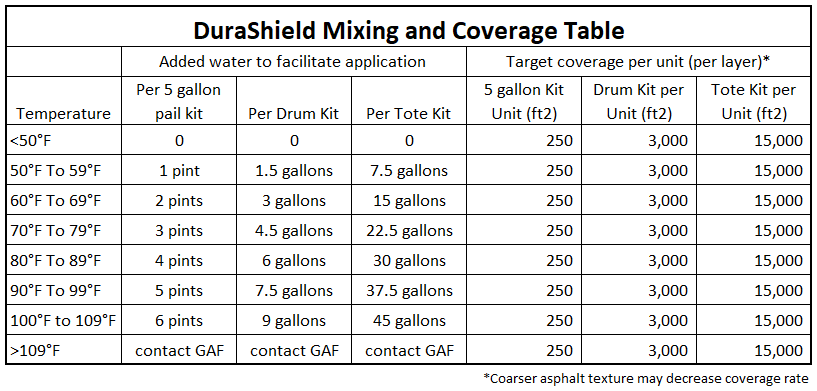 DuraShield Mixing and Coverage Table
Added water to facilitate application Target coverage per unit (per layer)*
Temperature Per 5 gallon pail kit Per Drum Kit Per Tote Kit 5 gallon Kit Unit (ft2) Drum Kit per Unit (ft2) Tote Kit per Unit (ft2)
<50°F 0 0 0 250 3,000 15,000
50°F To 59°F 1 pint 1.5 gallons 7.5 gallons 250 3,000 15,000
60°F To 69°F 2 pints 3 gallons 15 gallons 250 3,000 15,000
70°F To 79°F 3 pints 4.5 gallons 22.5 gallons 250 3,000 15,000
80°F To 89°F 4 pints 6 gallons 30 gallons 250 3,000 15,000
90°F To 99°F 5 pints 7.5 gallons 37.5 gallons 250 3,000 15,000
100°F to 109°F 6 pints 9 gallons 45 gallons 250 3,000 15,000
>109°F contact GAF contact GAF contact GAF 250 3,000 15,000
*Coarser asphalt texture may decrease coverage rate